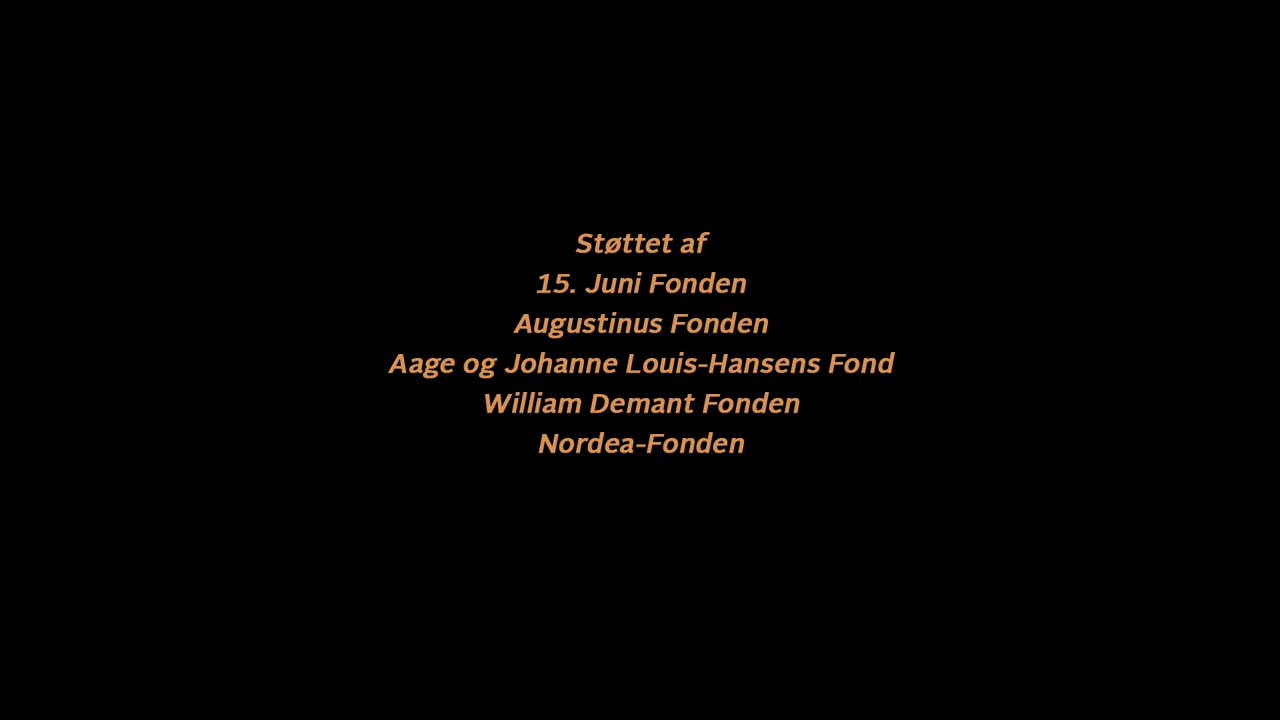 Støttet af
15. Juni Fonden
Augustinus Fonden
Aage og Johanne Louis-Hansens Fond
William Demant Fonden
Nordea-Fonden